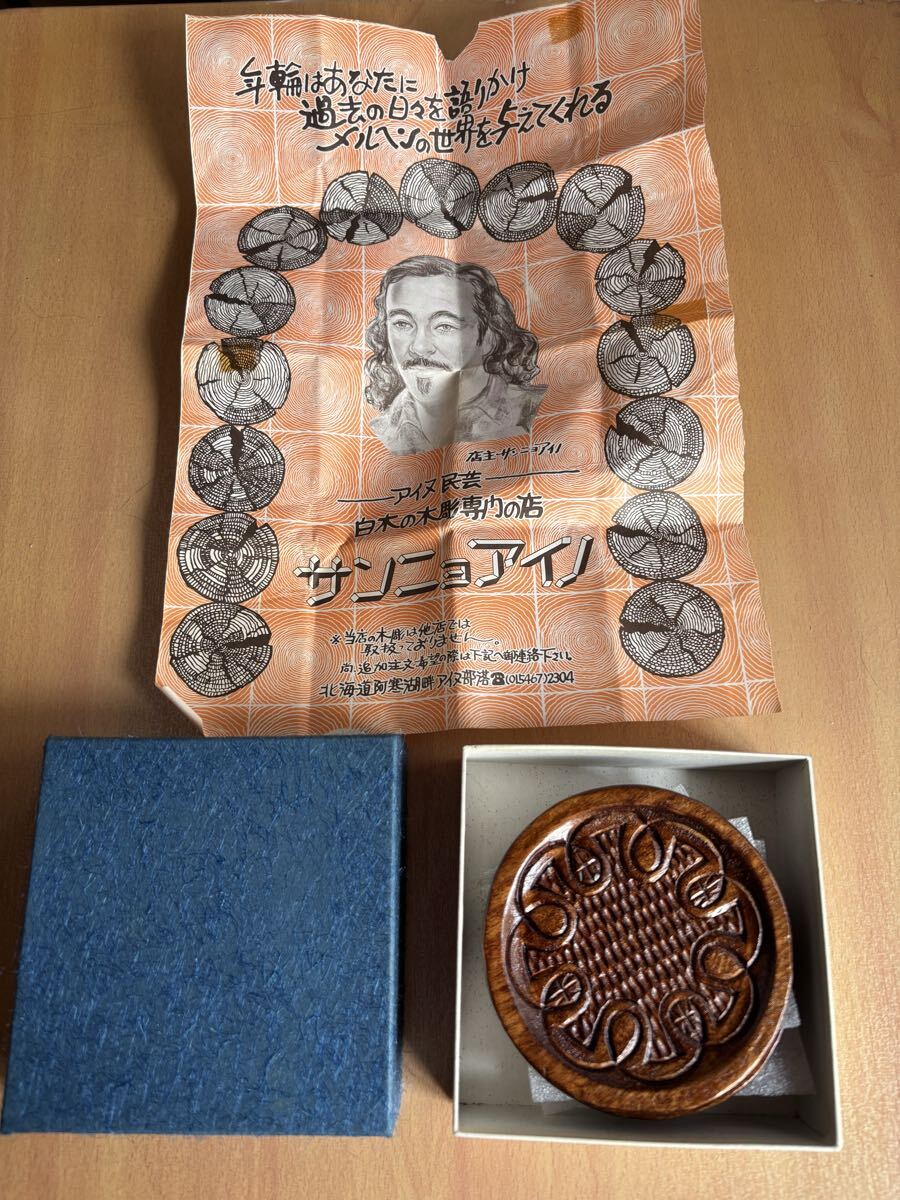 年輪はあなたに
過去の日々を語りかけ
メルヘンの世界を与えてくれる
店主・サンニョアイノ
アイヌ民芸
白木の木彫専門の店
サンニョアイノ
※当店の木彫は他店では
取扱っておりません。
尚、追加注文希望の際は下記へ御連絡下さい。
北海道阿寒湖畔アイヌ部落☎(015467)2304